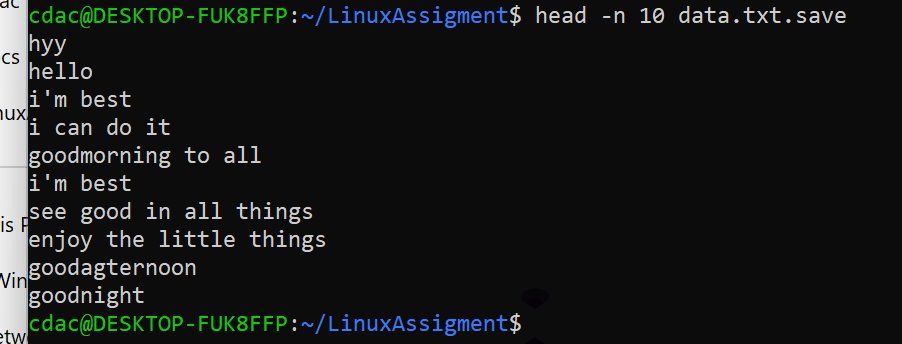 cdac@DESKTOP-FUK8FFP:~/LinuxAssigment$ head -n 10 data.txt.save
hyy
hello
i'm best
i can do it
goodmorning to all
i'm best
see good in all things
enjoy the little things
goodagternoon
goodnight
cdac@DESKTOP-FUK8FFP:~/LinuxAssigment$